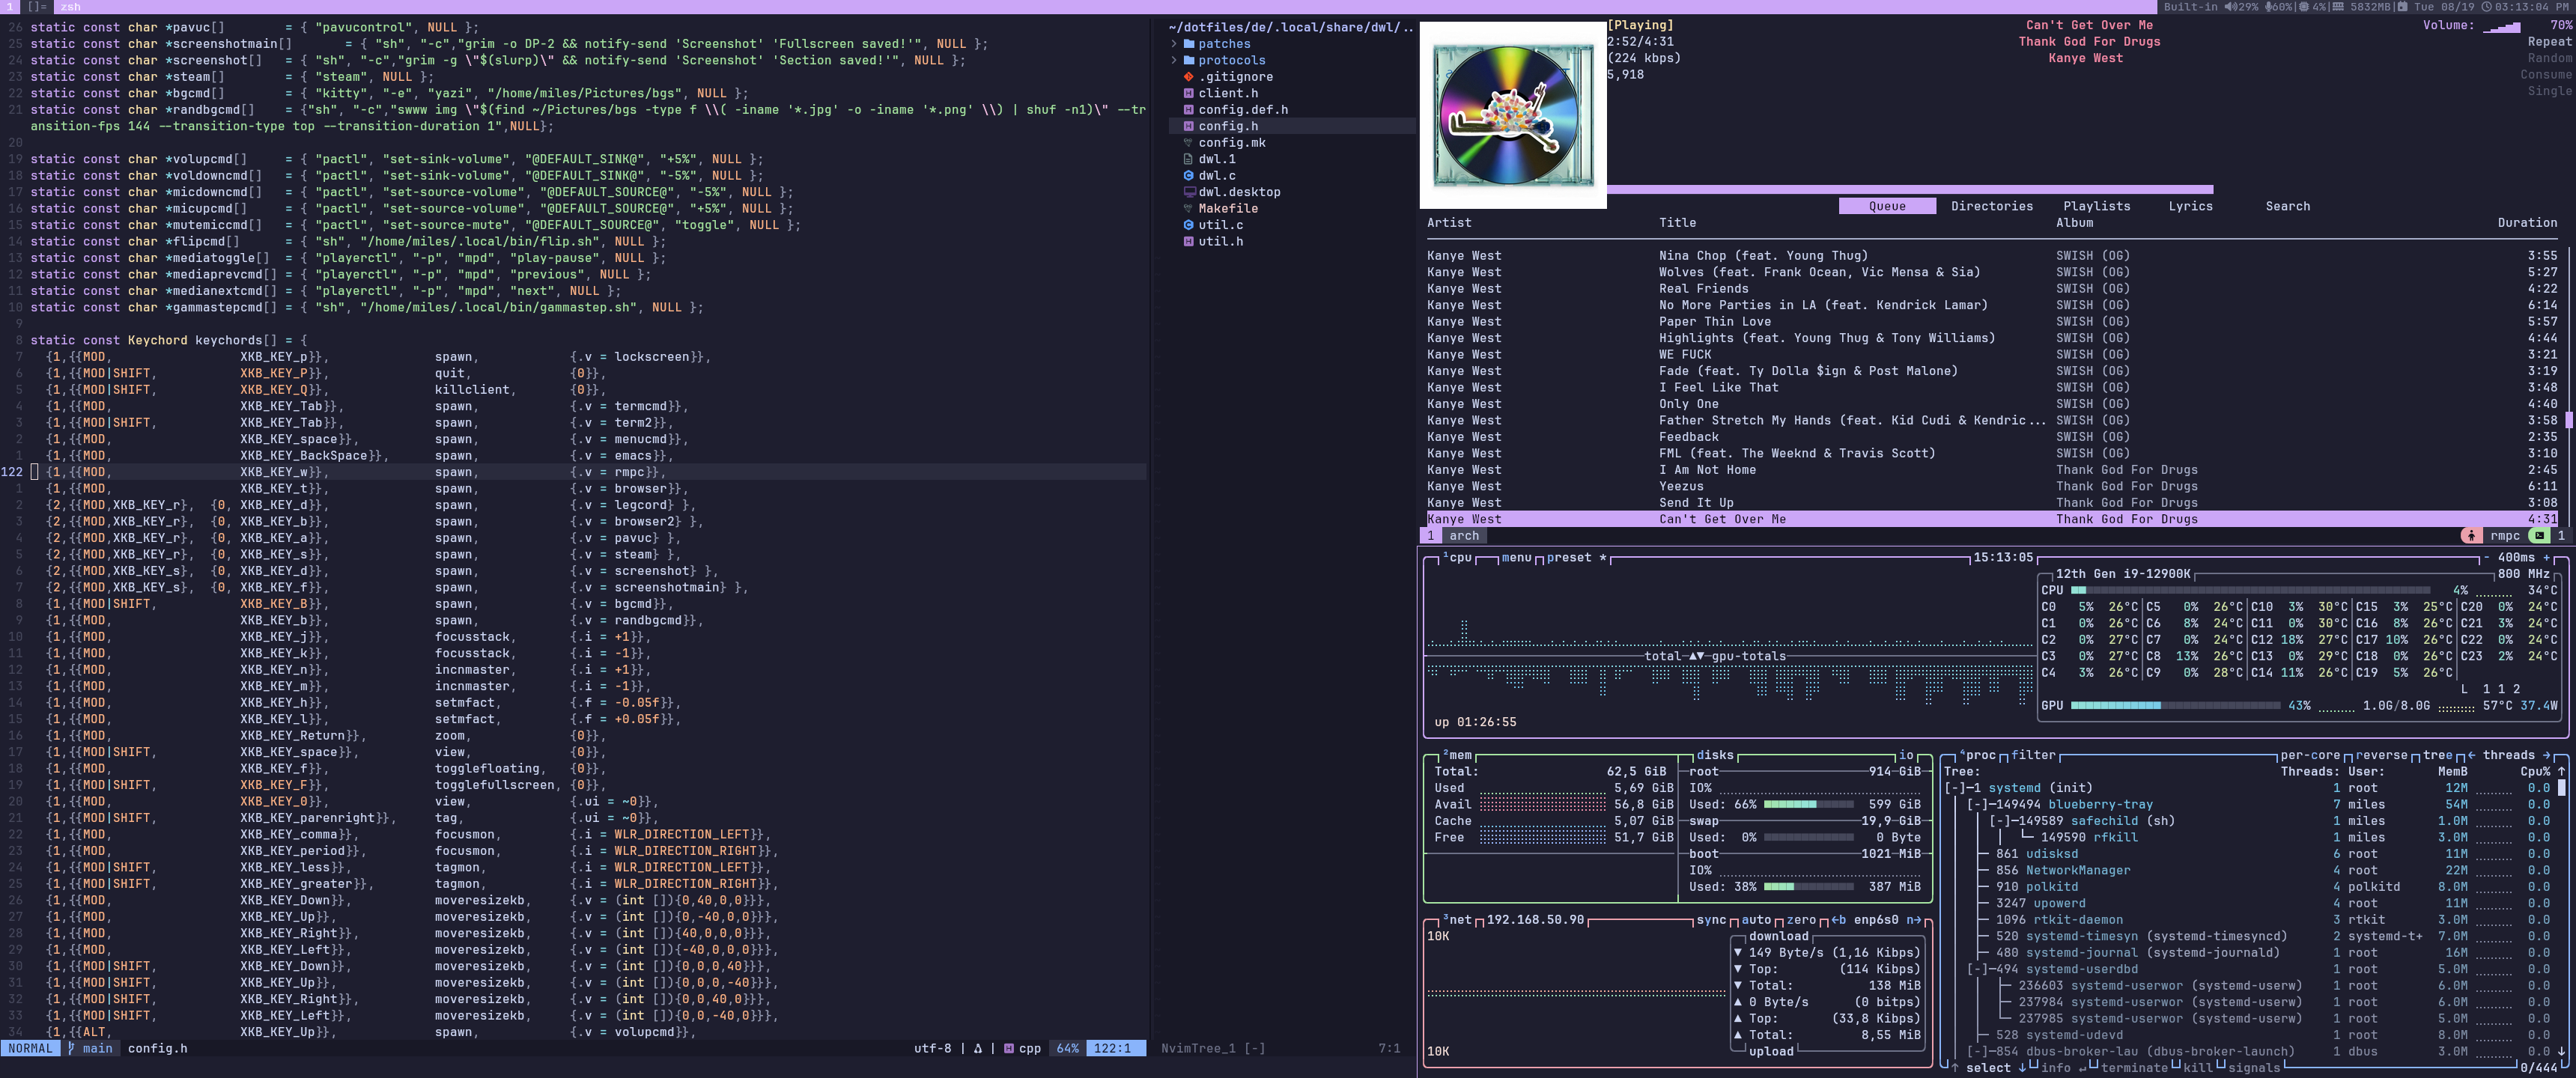 1 []= zsh
Built-in 29% 60% 4% 5832MB Tue 08/19 03:13:04 PM
26 static const char *pavuc[]        = { "pavucontrol", NULL };
25 static const char *screenshotmain[]       = { "sh", "-c","grim -o DP-2 && notify-send 'Screenshot' 'Fullscreen saved!'", NULL };
24 static const char *screenshot[]   = { "sh", "-c","grim -g \"$(slurp)\" && notify-send 'Screenshot' 'Section saved!'", NULL };
23 static const char *steam[]        = { "steam", NULL };
22 static const char *bgcmd[]        = { "kitty", "-e", "yazi", "/home/miles/Pictures/bgs", NULL };
21 static const char *randbgcmd[]    = {"sh", "-c","swww img \"$(find ~/Pictures/bgs -type f \\( -iname '*.jpg' -o -iname '*.png' \\) | shuf -n1)\" --tr
ansition-fps 144 --transition-type top --transition-duration 1",NULL};
20
19 static const char *volupcmd[]     = { "pactl", "set-sink-volume", "@DEFAULT_SINK@", "+5%", NULL };
18 static const char *voldowncmd[]   = { "pactl", "set-sink-volume", "@DEFAULT_SINK@", "-5%", NULL };
17 static const char *micdowncmd[]   = { "pactl", "set-source-volume", "@DEFAULT_SOURCE@", "-5%", NULL };
16 static const char *micupcmd[]     = { "pactl", "set-source-volume", "@DEFAULT_SOURCE@", "+5%", NULL };
15 static const char *mutemiccmd[]   = { "pactl", "set-source-mute", "@DEFAULT_SOURCE@", "toggle", NULL };
14 static const char *flipcmd[]      = { "sh", "/home/miles/.local/bin/flip.sh", NULL };
13 static const char *mediatoggle[]  = { "playerctl", "-p", "mpd", "play-pause", NULL };
12 static const char *mediaprevcmd[] = { "playerctl", "-p", "mpd", "previous", NULL };
11 static const char *medianextcmd[] = { "playerctl", "-p", "mpd", "next", NULL };
10 static const char *gammastepcmd[] = { "sh", "/home/miles/.local/bin/gammastep.sh", NULL };
9
8 static const Keychord keychords[] = {
7 {1,{{MOD, XKB_KEY_p}}, spawn, {.v = lockscreen}},
6 {1,{{MOD|SHIFT, XKB_KEY_P}}, quit, {0}},
5 {1,{{MOD|SHIFT, XKB_KEY_Q}}, killclient, {0}},
4 {1,{{MOD, XKB_KEY_Tab}}, spawn, {.v = termcmd}},
3 {1,{{MOD|SHIFT, XKB_KEY_Tab}}, spawn, {.v = term2}},
2 {1,{{MOD, XKB_KEY_space}}, spawn, {.v = menucmd}},
1 {1,{{MOD, XKB_KEY_BackSpace}}, spawn, {.v = emacs}},
122 {1,{{MOD, XKB_KEY_w}}, spawn, {.v = rmpc}},
1 {1,{{MOD, XKB_KEY_t}}, spawn, {.v = browser}},
2 {2,{{MOD,XKB_KEY_r}, {0, XKB_KEY_d}}, spawn, {.v = legcord} },
3 {2,{{MOD,XKB_KEY_r}, {0, XKB_KEY_b}}, spawn, {.v = browser2} },
4 {2,{{MOD,XKB_KEY_r}, {0, XKB_KEY_a}}, spawn, {.v = pavuc} },
5 {2,{{MOD,XKB_KEY_r}, {0, XKB_KEY_s}}, spawn, {.v = steam} },
6 {2,{{MOD,XKB_KEY_s}, {0, XKB_KEY_d}}, spawn, {.v = screenshot} },
7 {2,{{MOD,XKB_KEY_s}, {0, XKB_KEY_f}}, spawn, {.v = screenshotmain} },
8 {1,{{MOD|SHIFT, XKB_KEY_B}}, spawn, {.v = bgcmd}},
9 {1,{{MOD, XKB_KEY_b}}, spawn, {.v = randbgcmd}},
10 {1,{{MOD, XKB_KEY_j}}, focusstack, {.i = +1}},
11 {1,{{MOD, XKB_KEY_k}}, focusstack, {.i = -1}},
12 {1,{{MOD, XKB_KEY_n}}, incnmaster, {.i = +1}},
13 {1,{{MOD, XKB_KEY_m}}, incnmaster, {.i = -1}},
14 {1,{{MOD, XKB_KEY_h}}, setmfact, {.f = -0.05f}},
15 {1,{{MOD, XKB_KEY_l}}, setmfact, {.f = +0.05f}},
16 {1,{{MOD, XKB_KEY_Return}}, zoom, {0}},
17 {1,{{MOD|SHIFT, XKB_KEY_space}}, view, {0}},
18 {1,{{MOD, XKB_KEY_f}}, togglefloating, {0}},
19 {1,{{MOD|SHIFT, XKB_KEY_F}}, togglefullscreen, {0}},
20 {1,{{MOD, XKB_KEY_0}}, view, {.ui = ~0}},
21 {1,{{MOD|SHIFT, XKB_KEY_parenright}}, tag, {.ui = ~0}},
22 {1,{{MOD, XKB_KEY_comma}}, focusmon, {.i = WLR_DIRECTION_LEFT}},
23 {1,{{MOD, XKB_KEY_period}}, focusmon, {.i = WLR_DIRECTION_RIGHT}},
24 {1,{{MOD|SHIFT, XKB_KEY_less}}, tagmon, {.i = WLR_DIRECTION_LEFT}},
25 {1,{{MOD|SHIFT, XKB_KEY_greater}}, tagmon, {.i = WLR_DIRECTION_RIGHT}},
26 {1,{{MOD, XKB_KEY_Down}}, moveresizekb, {.v = (int []){0,40,0,0}}},
27 {1,{{MOD, XKB_KEY_Up}}, moveresizekb, {.v = (int []){0,-40,0,0}}},
28 {1,{{MOD, XKB_KEY_Right}}, moveresizekb, {.v = (int []){40,0,0,0}}},
29 {1,{{MOD, XKB_KEY_Left}}, moveresizekb, {.v = (int []){-40,0,0,0}}},
30 {1,{{MOD|SHIFT, XKB_KEY_Down}}, moveresizekb, {.v = (int []){0,0,0,40}}},
31 {1,{{MOD|SHIFT, XKB_KEY_Up}}, moveresizekb, {.v = (int []){0,0,0,-40}}},
32 {1,{{MOD|SHIFT, XKB_KEY_Right}}, moveresizekb, {.v = (int []){0,0,40,0}}},
33 {1,{{MOD|SHIFT, XKB_KEY_Left}}, moveresizekb, {.v = (int []){0,0,-40,0}}},
34 {1,{{ALT, XKB_KEY_Up}}, spawn, {.v = volupcmd}},
NORMAL main config.h utf-8 | | cpp 64% 122:1
~/dotfiles/de/.local/share/dwl/..
patches
protocols
.gitignore
client.h
config.def.h
config.h
config.mk
dwl.1
dwl.c
dwl.desktop
Makefile
util.c
util.h
NvimTree_1 [-] 7:1
[Playing] Can't Get Over Me Volume: 70%
2:52/4:31 Thank God For Drugs Repeat
(224 kbps) Kanye West Random
5,918 Consume
Single
Queue Directories Playlists Lyrics Search
Artist Title Album Duration
Kanye West Nina Chop (feat. Young Thug) SWISH (OG) 3:55
Kanye West Wolves (feat. Frank Ocean, Vic Mensa & Sia) SWISH (OG) 5:27
Kanye West Real Friends SWISH (OG) 4:22
Kanye West No More Parties in LA (feat. Kendrick Lamar) SWISH (OG) 6:14
Kanye West Paper Thin Love SWISH (OG) 5:57
Kanye West Highlights (feat. Young Thug & Tony Williams) SWISH (OG) 4:44
Kanye West WE FUCK SWISH (OG) 3:21
Kanye West Fade (feat. Ty Dolla $ign & Post Malone) SWISH (OG) 3:19
Kanye West I Feel Like That SWISH (OG) 3:48
Kanye West Only One SWISH (OG) 4:40
Kanye West Father Stretch My Hands (feat. Kid Cudi & Kendric... SWISH (OG) 3:58
Kanye West Feedback SWISH (OG) 2:35
Kanye West FML (feat. The Weeknd & Travis Scott) SWISH (OG) 3:10
Kanye West I Am Not Home Thank God For Drugs 2:45
Kanye West Yeezus Thank God For Drugs 6:11
Kanye West Send It Up Thank God For Drugs 3:08
Kanye West Can't Get Over Me Thank God For Drugs 4:31
1 arch rmpc 1
¹cpu menu preset * 15:13:05 - 400ms +
12th Gen i9-12900K 800 MHz
CPU 4% 34°C
C0 5% 26°C C5 0% 26°C C10 3% 30°C C15 3% 25°C C20 0% 24°C
C1 0% 26°C C6 8% 24°C C11 0% 30°C C16 8% 26°C C21 3% 24°C
C2 0% 27°C C7 0% 24°C C12 18% 27°C C17 10% 26°C C22 0% 24°C
C3 0% 27°C C8 13% 26°C C13 0% 29°C C18 0% 26°C C23 2% 24°C
C4 3% 26°C C9 0% 28°C C14 11% 26°C C19 5% 26°C
L 1 1 2
GPU 43% 1.0G/8.0G 57°C 37.4W
total ▲▼ gpu-totals
up 01:26:55
²mem
Total: 62,5 GiB
Used 5,69 GiB
Avail 56,8 GiB
Cache 5,07 GiB
Free 51,7 GiB
disks io
root 914 GiB
IO%
Used: 66% 599 GiB
swap 19,9 GiB
Used: 0% 0 Byte
boot 1021 MiB
IO%
Used: 38% 387 MiB
³net 192.168.50.90 sync auto zero ←b enp6s0 n→
10K
download
▼ 149 Byte/s (1,16 Kibps)
▼ Top: (114 Kibps)
▼ Total: 138 MiB
▲ 0 Byte/s (0 bitps)
▲ Top: (33,8 Kibps)
▲ Total: 8,55 MiB
upload
10K
⁴proc filter per-core reverse tree ← threads →
Tree: Threads: User: MemB Cpu% ↑
[-]─1 systemd (init) 1 root 12M 0.0
[-]─149494 blueberry-tray 7 miles 54M 0.0
[-]─149589 safechild (sh) 1 miles 1.0M 0.0
149590 rfkill 1 miles 3.0M 0.0
861 udisksd 6 root 11M 0.0
856 NetworkManager 4 root 22M 0.0
910 polkitd 4 polkitd 8.0M 0.0
3247 upowerd 4 root 11M 0.0
1096 rtkit-daemon 3 rtkit 3.0M 0.0
520 systemd-timesyn (systemd-timesyncd) 2 systemd-t+ 7.0M 0.0
480 systemd-journal (systemd-journald) 1 root 16M 0.0
[-]─494 systemd-userdbd 1 root 5.0M 0.0
236603 systemd-userwor (systemd-userw) 1 root 6.0M 0.0
237984 systemd-userwor (systemd-userw) 1 root 6.0M 0.0
237985 systemd-userwor (systemd-userw) 1 root 5.0M 0.0
528 systemd-udevd 1 root 8.0M 0.0
[-]─854 dbus-broker-lau (dbus-broker-launch) 1 dbus 3.0M 0.0 ↓
↑ select ↓ info ↵ terminate kill signals 0/444